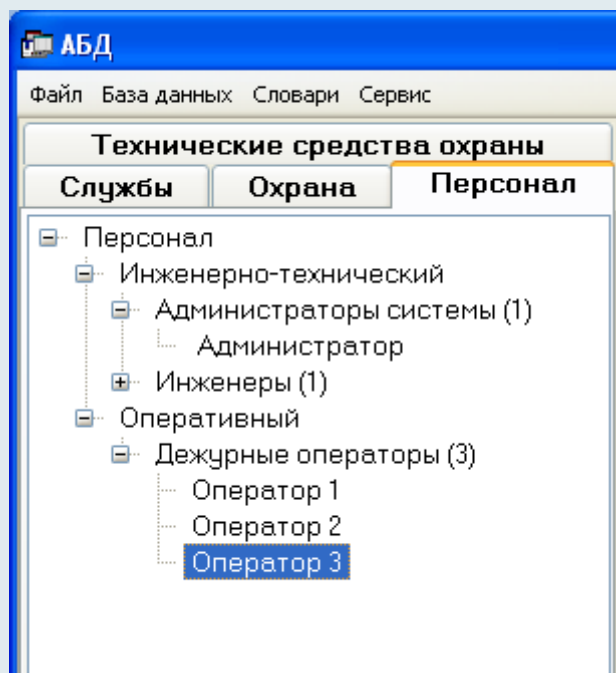 АБД
Файл База данных Словари Сервис
Технические средства охраны
Службы Охрана Персонал
Персонал
Инженерно-технический
Администраторы системы (1)
Администратор
Инженеры (1)
Оперативный
Дежурные операторы (3)
Оператор 1
Оператор 2
Оператор 3